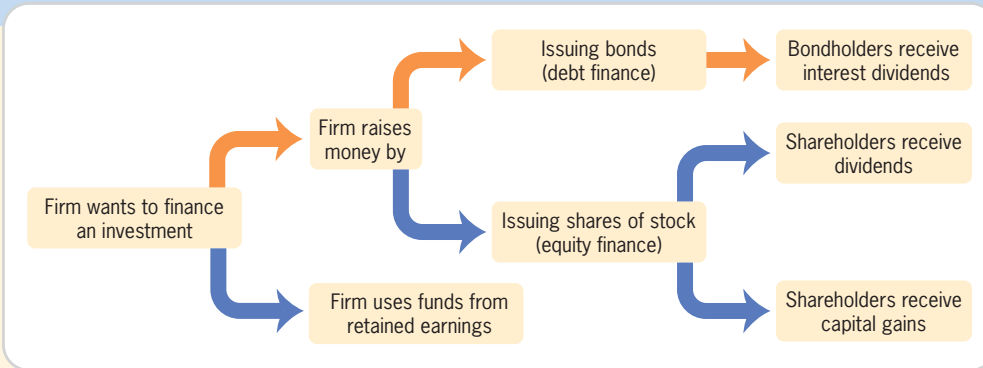 Issuing bonds
(debt finance)
Bondholders receive
interest dividends
Firm raises
money by
Shareholders receive
dividends
Firm wants to finance
an investment
Issuing shares of stock
(equity finance)
Firm uses funds from
retained earnings
Shareholders receive
capital gains